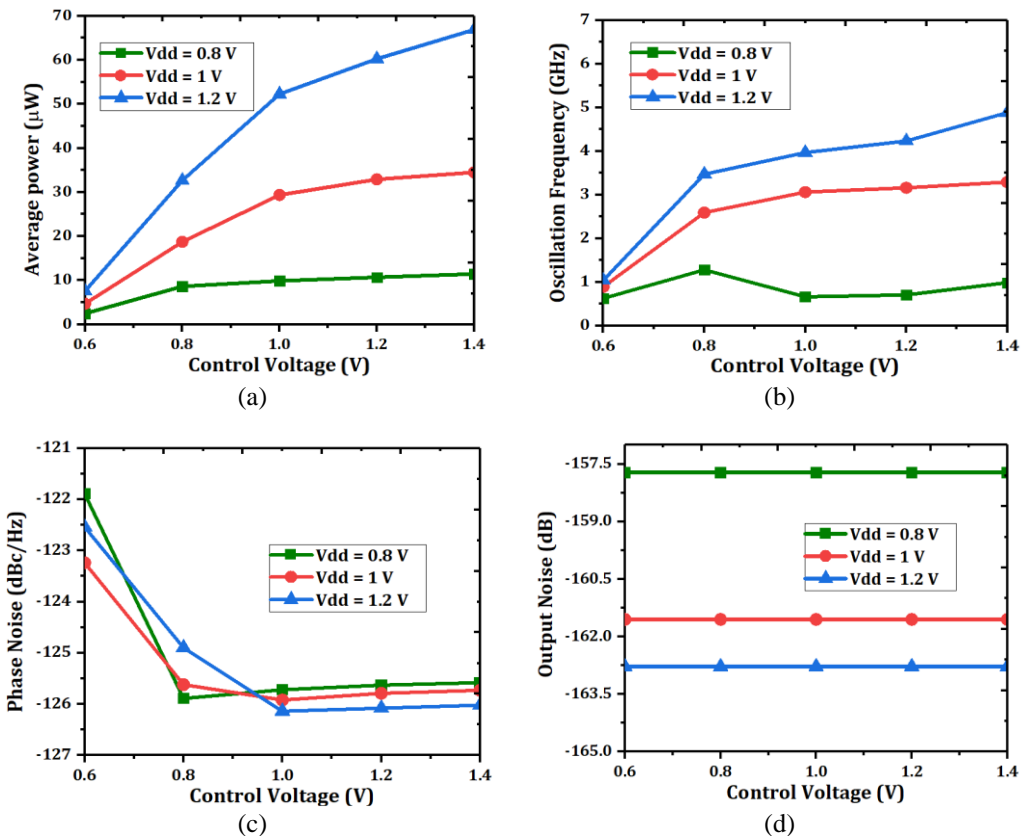 Average power (μW)
70
60
50
40
30
20
10
0
Vdd = 0.8 V
Vdd = 1 V
Vdd = 1.2 V
0.6 0.8 1.0 1.2 1.4
Control Voltage (V)
(a)
Oscillation Frequency (GHz)
7
6
5
4
3
2
1
0
Vdd = 0.8 V
Vdd = 1 V
Vdd = 1.2 V
0.6 0.8 1.0 1.2 1.4
Control Voltage (V)
(b)
Phase Noise (dBc/Hz)
-121
-122
-123
-124
-125
-126
-127
Vdd = 0.8 V
Vdd = 1 V
Vdd = 1.2 V
0.6 0.8 1.0 1.2 1.4
Control Voltage (V)
(c)
Output Noise (dB)
-157.5
-159.0
-160.5
-162.0
-163.5
-165.0
Vdd = 0.8 V
Vdd = 1 V
Vdd = 1.2 V
0.6 0.8 1.0 1.2 1.4
Control Voltage (V)
(d)